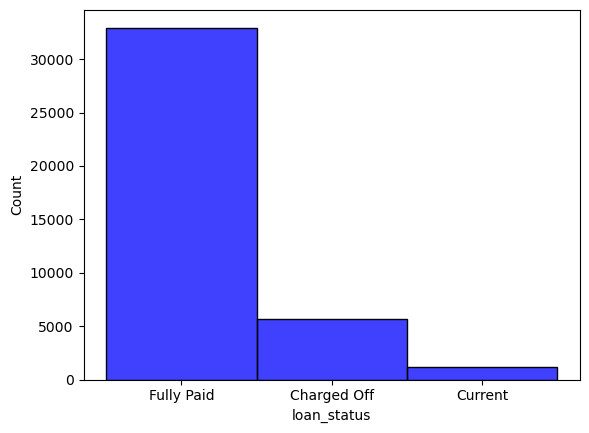 30000
25000
20000
15000
10000
5000
0
Count
Fully Paid
Charged Off
Current
loan_status